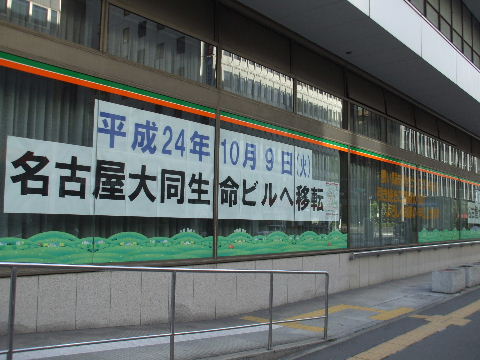 平成24年 10月 9日(火)
名古屋大同生命ビルへ移転